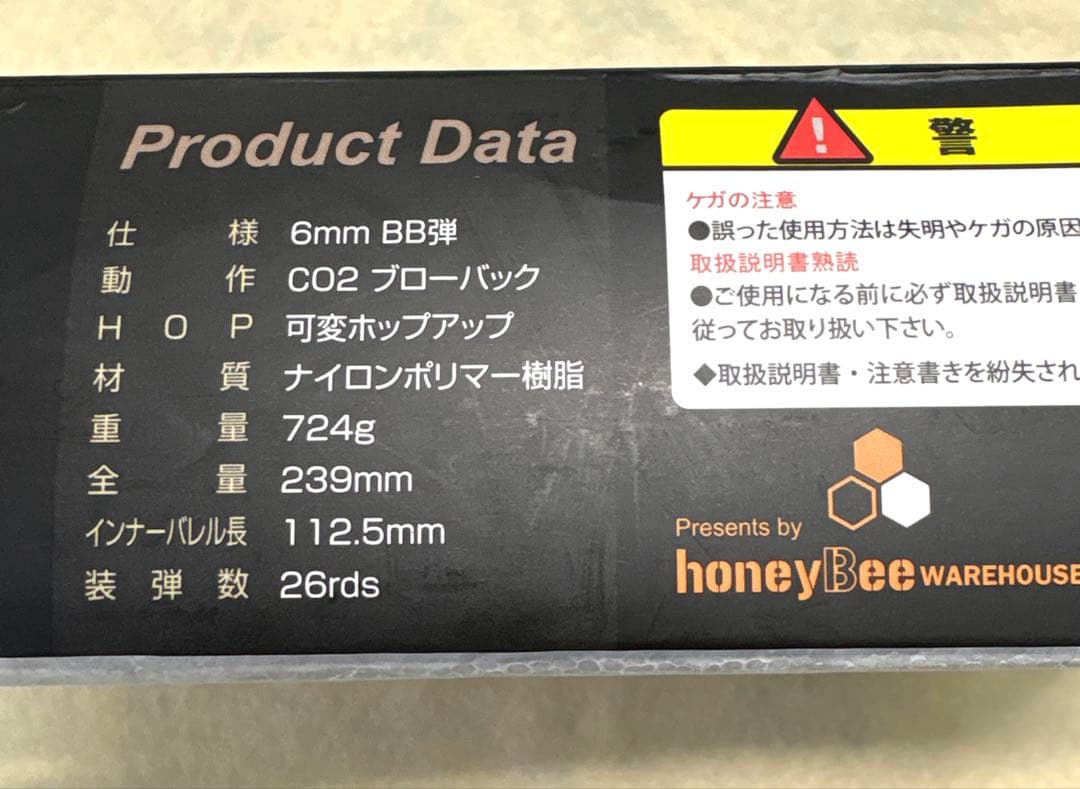 Product Data
仕様 6mm BB弾
動作 CO2 ブローバック
HOP 可変ホップアップ
材質 ナイロンポリマー樹脂
重量 724g
全量 239mm
インナーバレル長 112.5mm
装弾数 26rds
警
ケガの注意
●誤った使用方法は失明やケガの原因
取扱説明書熟読
●ご使用になる前に必ず取扱説明書
従ってお取り扱い下さい。
◆取扱説明書・注意書きを紛失され
Presents by
honeyBee WAREHOUSE